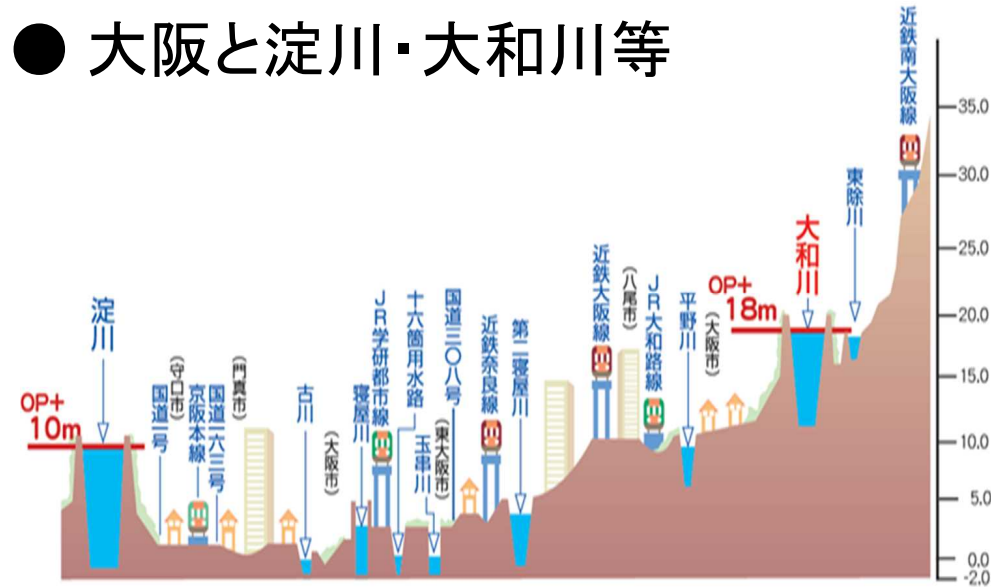 ● 大阪と淀川・大和川等
淀川
OP+
10m
国道一号
(守口市)
京阪本線
国道一六三号
(門真市)
古川
(大阪市)
寝屋川
JR学研都市線
十六箇用水路
玉串川
(東大阪市)
国道三〇八号
近鉄奈良線
第二寝屋川
近鉄大阪線
(八尾市)
JR大和路線
平野川
(大阪市)
OP+
18m
大和川
東除川
近鉄南大阪線
35.0
30.0
25.0
20.0
15.0
10.0
5.0
0.0
-2.0